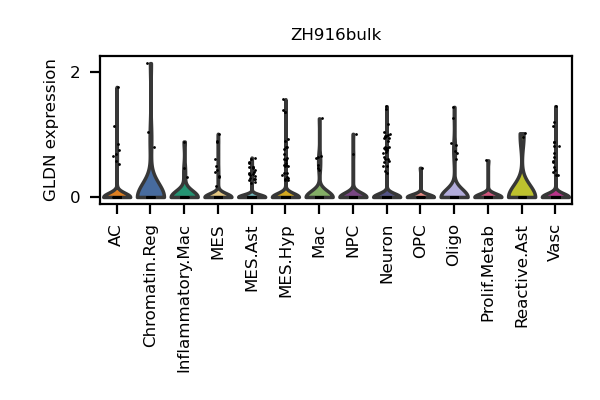 ZH916bulk
GLDN expression
2
0
AC
Chromatin.Reg
Inflammatory.Mac
MES
MES.Ast
MES.Hyp
Mac
NPC
Neuron
OPC
Oligo
Prolif.Metab
Reactive.Ast
Vasc